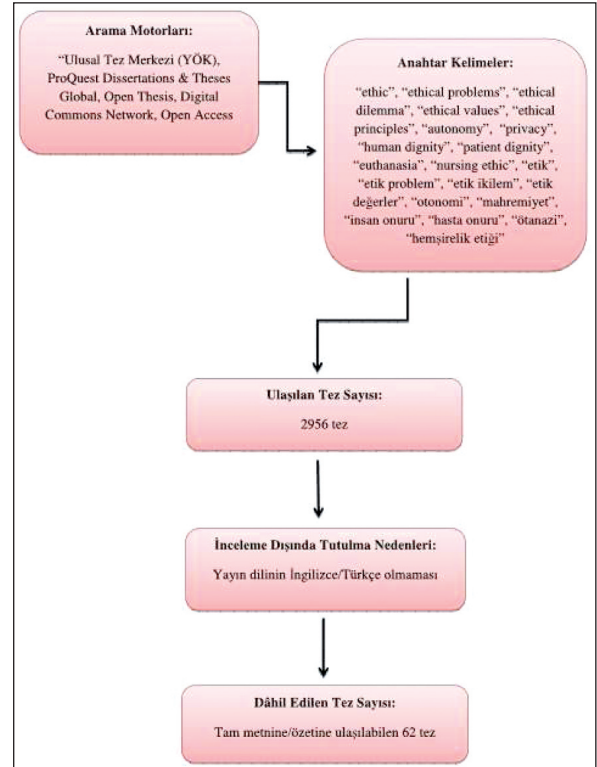 Arama Motorları:
“Ulusal Tez Merkezi (YÖK),
ProQuest Dissertations & Theses
Global, Open Thesis, Digital
Commons Network, Open Access
Anahtar Kelimeler:
“ethic”, “ethical problems”, “ethical
dilemma”, “ethical values”, “ethical
principles”, “autonomy”, “privacy”,
“human dignity”, “patient dignity”,
“euthanasia”, “nursing ethic”, “etik”,
“etik problem”, “etik ikilem”, “etik
değerler”, “otonomi”, “mahremiyet”,
“insan onuru”, “hasta onuru”, “ötanazi”,
“hemşirelik etiği”
Ulaşılan Tez Sayısı:
2956 tez
İnceleme Dışında Tutulma Nedenleri:
Yayın dilinin İngilizce/Türkçe olmaması
Dâhil Edilen Tez Sayısı:
Tam metnine/özetine ulaşılabilen 62 tez